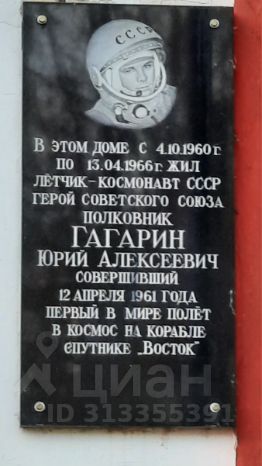 СССР
В ЭТОМ ДОМЕ С 4.10.1960 г.
ПО 13.04.1966 г. ЖИЛ
ЛЁТЧИК-КОСМОНАВТ СССР
ГЕРОЙ СОВЕТСКОГО СОЮЗА
ПОЛКОВНИК
ГАГАРИН
ЮРИЙ АЛЕКСЕЕВИЧ
СОВЕРШИВШИЙ
12 АПРЕЛЯ 1961 ГОДА
ПЕРВЫЙ В МИРЕ ПОЛЁТ
В КОСМОС НА КОРАБЛЕ
СПУТНИКЕ „ВОСТОК"
циан
ID 313355391